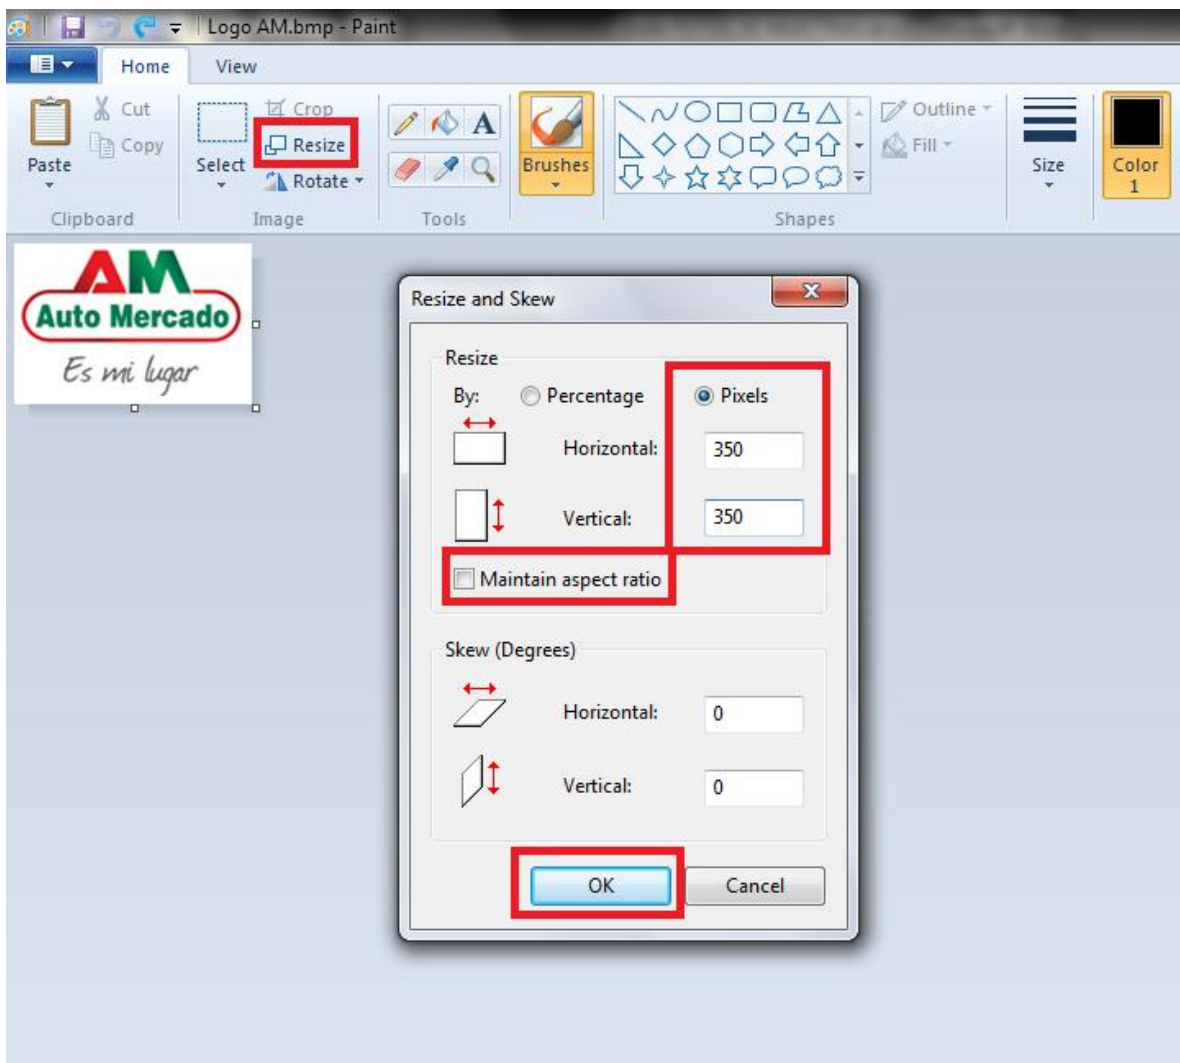 Logo AM.bmp - Paint
Home View
Cut
Copy
Paste
Clipboard
Select
Crop
Resize
Rotate
Image
A
Tools
Brushes
Shapes
Outline
Fill
Size
Color
1
AM
Auto Mercado
Es mi lugar
Resize and Skew
Resize
By: Percentage Pixels
Horizontal: 350
Vertical: 350
Maintain aspect ratio
Skew (Degrees)
Horizontal: 0
Vertical: 0
OK Cancel